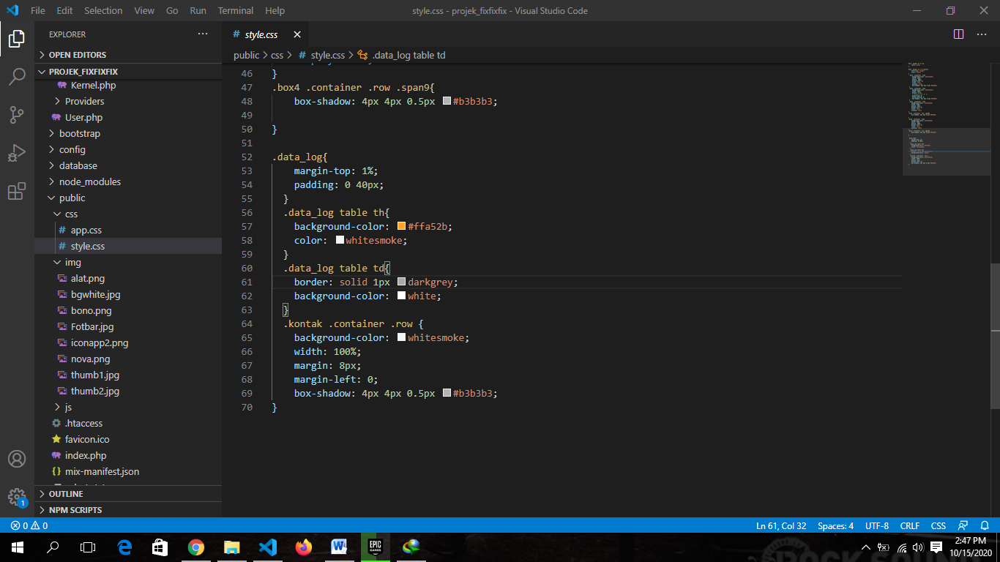 File Edit Selection View Go Run Terminal Help
style.css - projek_fixfixfix - Visual Studio Code
EXPLORER
OPEN EDITORS
PROJEK_FIXFIXFIX
Kernel.php
Providers
User.php
bootstrap
config
database
node_modules
public
css
app.css
style.css
img
alat.png
bgwhite.jpg
bono.png
Fotbar.jpg
iconapp2.png
nova.png
thumb1.jpg
thumb2.jpg
js
.htaccess
favicon.ico
index.php
mix-manifest.json
OUTLINE
NPM SCRIPTS
# style.css
public > css > # style.css > .data_log table td
46 }
47 .box4 .container .row .span9{
48 box-shadow: 4px 4px 0.5px #b3b3b3;
49
50 }
51
52 .data_log{
53 margin-top: 1%;
54 padding: 0 40px;
55 }
56 .data_log table th{
57 background-color: #ffa52b;
58 color: whitesmoke;
59 }
60 .data_log table td{
61 border: solid 1px darkgrey;
62 background-color: white;
63 }
64 .kontak .container .row {
65 background-color: whitesmoke;
66 width: 100%;
67 margin: 8px;
68 margin-left: 0;
69 box-shadow: 4px 4px 0.5px #b3b3b3;
70 }
1
0 0
Ln 61, Col 32 Spaces: 4 UTF-8 CRLF CSS
EPIC
GAMES
2:47 PM
10/15/2020